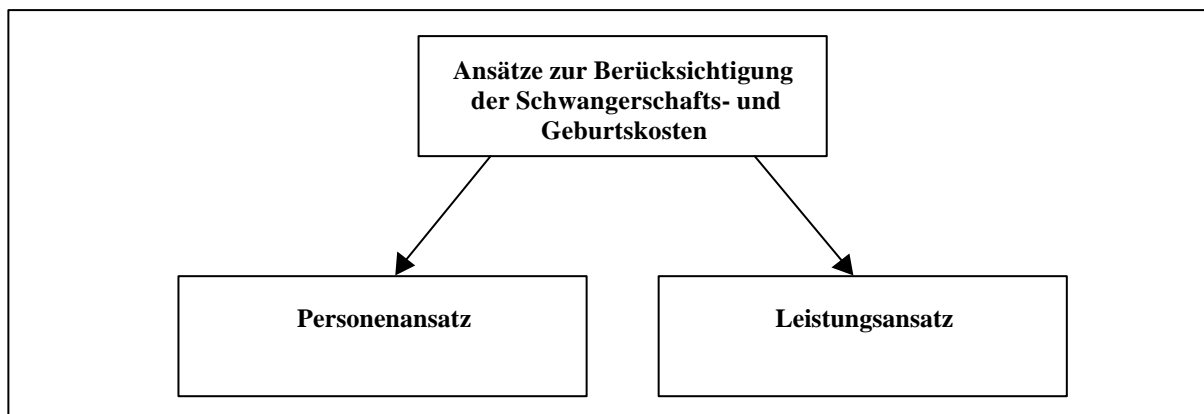 Ansätze zur Berücksichtigung
der Schwangerschafts- und
Geburtskosten
Personenansatz
Leistungsansatz